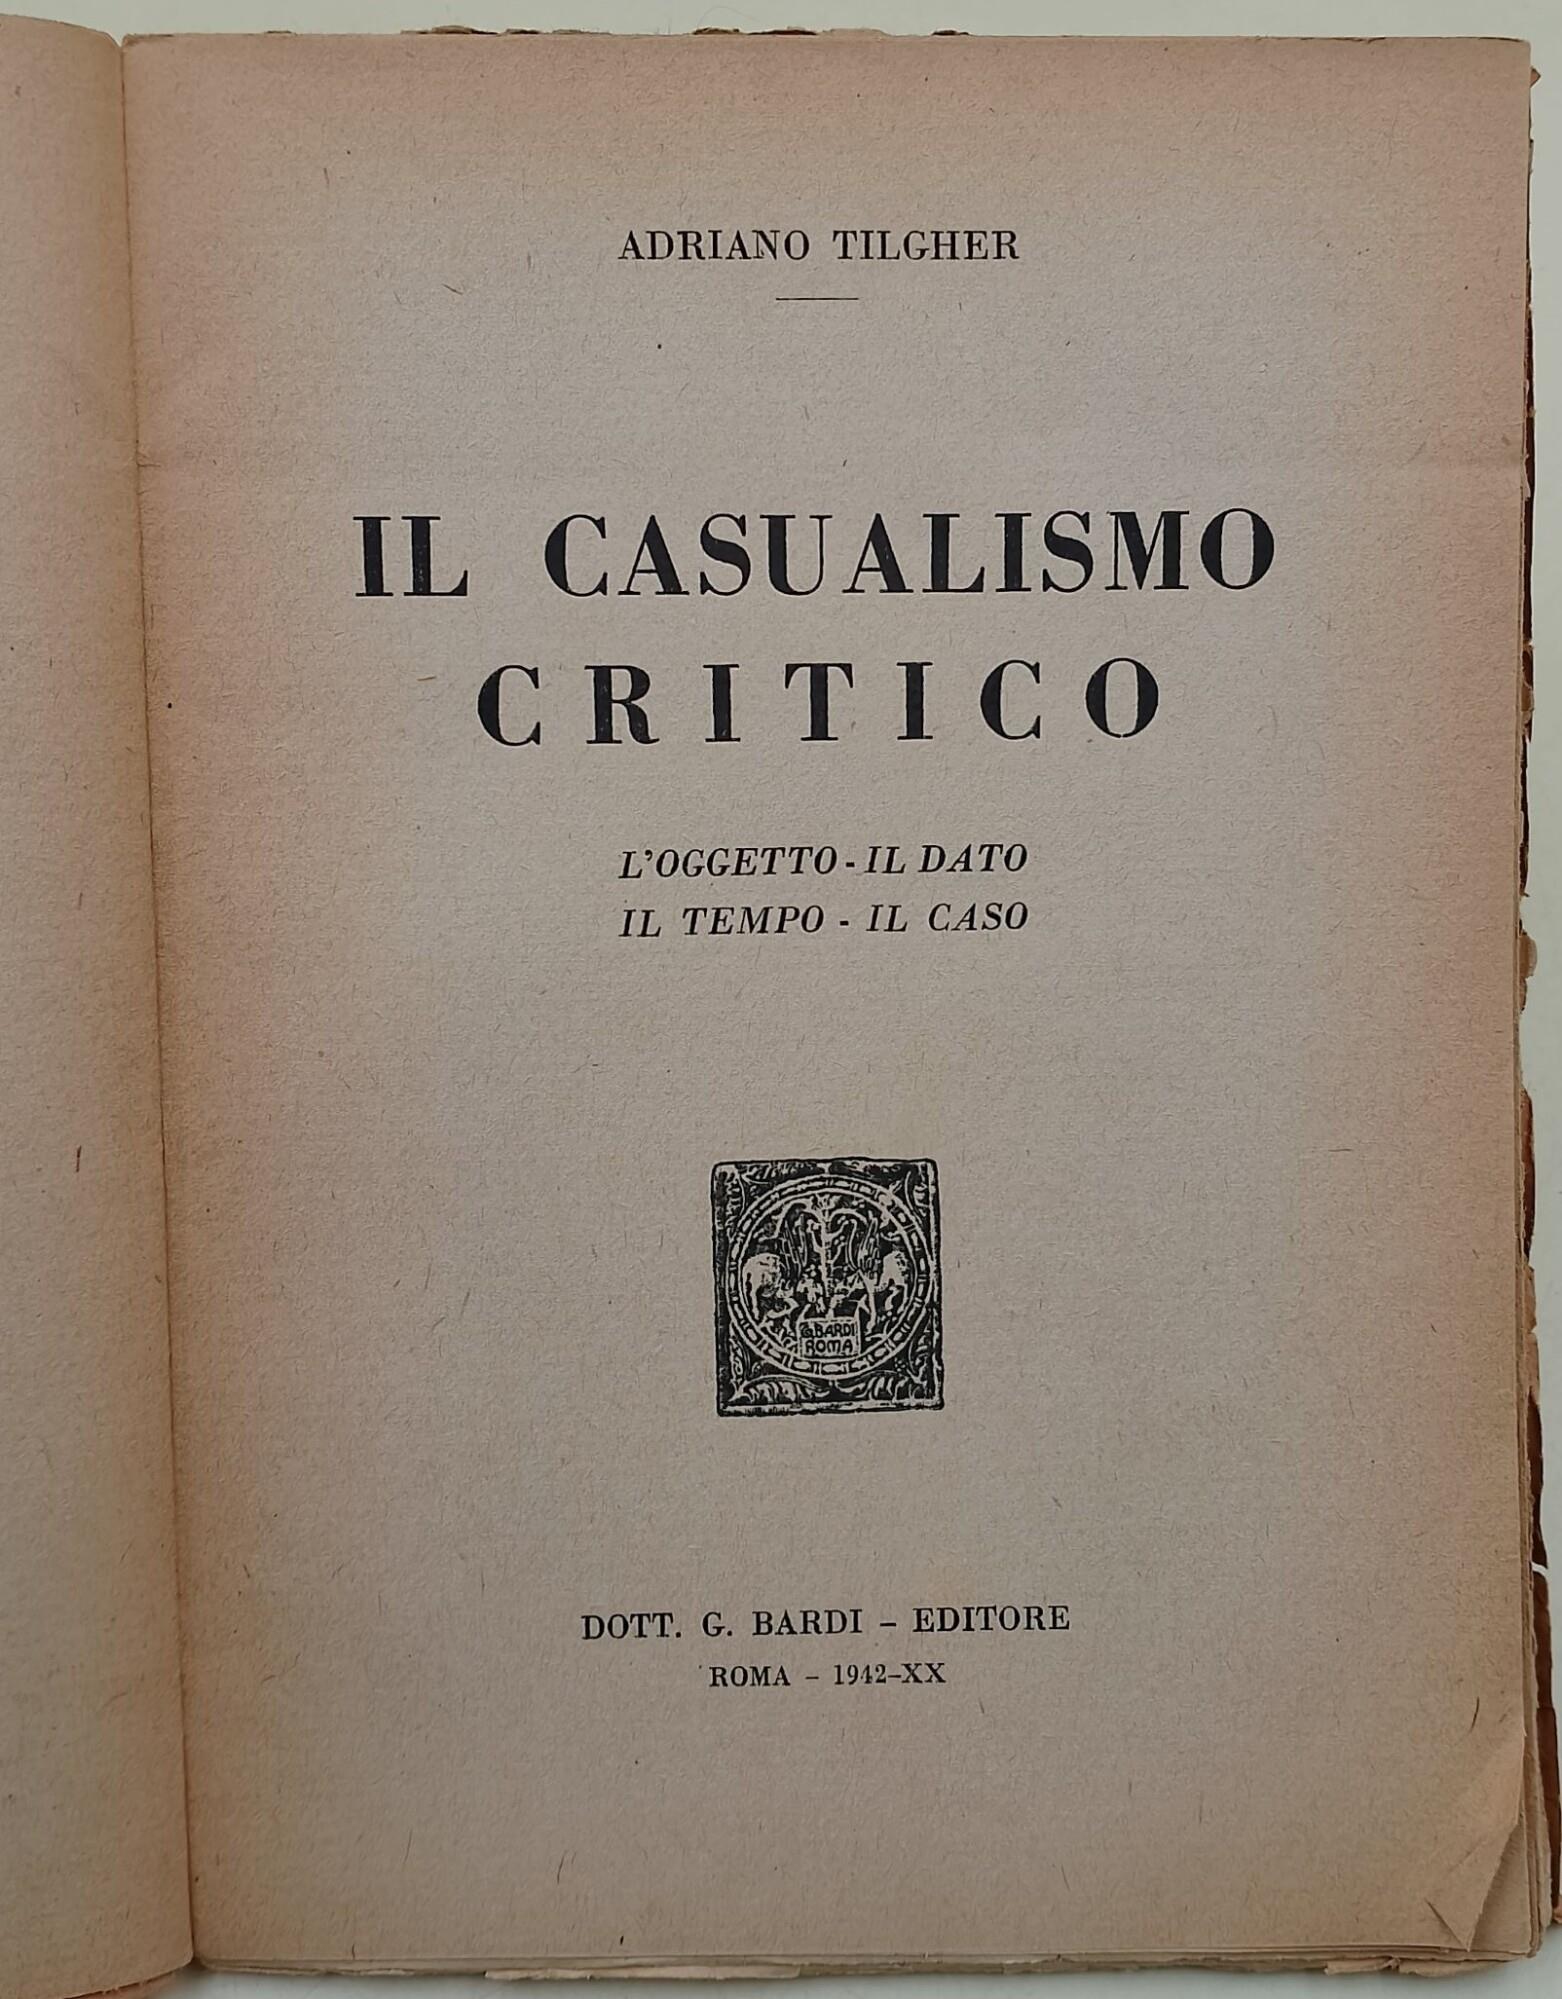 ADRIANO TILGHER
IL CASUALISMO
CRITICO
L'OGGETTO - IL DATO
IL TEMPO - IL CASO
G. BARDI
ROMA
DOTT. G. BARDI – EDITORE
ROMA – 1942–XX